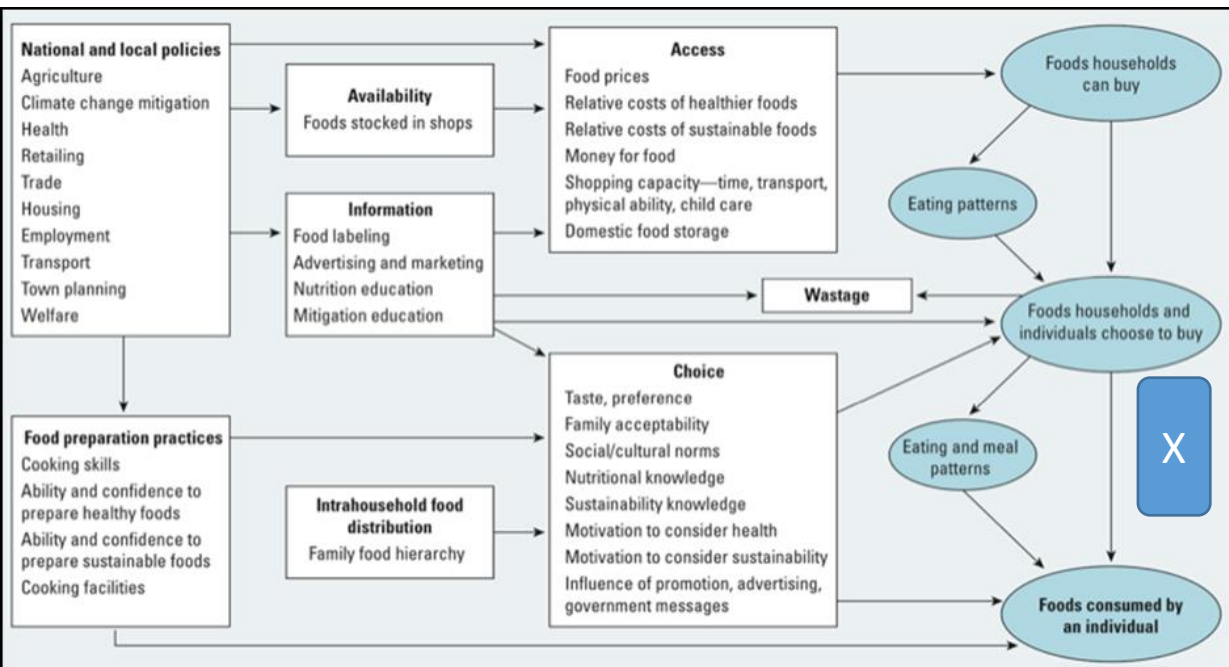 National and local policies
Agriculture
Climate change mitigation
Health
Retailing
Trade
Housing
Employment
Transport
Town planning
Welfare
Availability
Foods stocked in shops
Information
Food labeling
Advertising and marketing
Nutrition education
Mitigation education
Access
Food prices
Relative costs of healthier foods
Relative costs of sustainable foods
Money for food
Shopping capacity—time, transport,
physical ability, child care
Domestic food storage
Foods households
can buy
Eating patterns
Wastage
Foods households and
individuals choose to buy
Food preparation practices
Cooking skills
Ability and confidence to
prepare healthy foods
Ability and confidence to
prepare sustainable foods
Cooking facilities
Intrahousehold food
distribution
Family food hierarchy
Choice
Taste, preference
Family acceptability
Social/cultural norms
Nutritional knowledge
Sustainability knowledge
Motivation to consider health
Motivation to consider sustainability
Influence of promotion, advertising,
government messages
Eating and meal
patterns
X
Foods consumed by
an individual